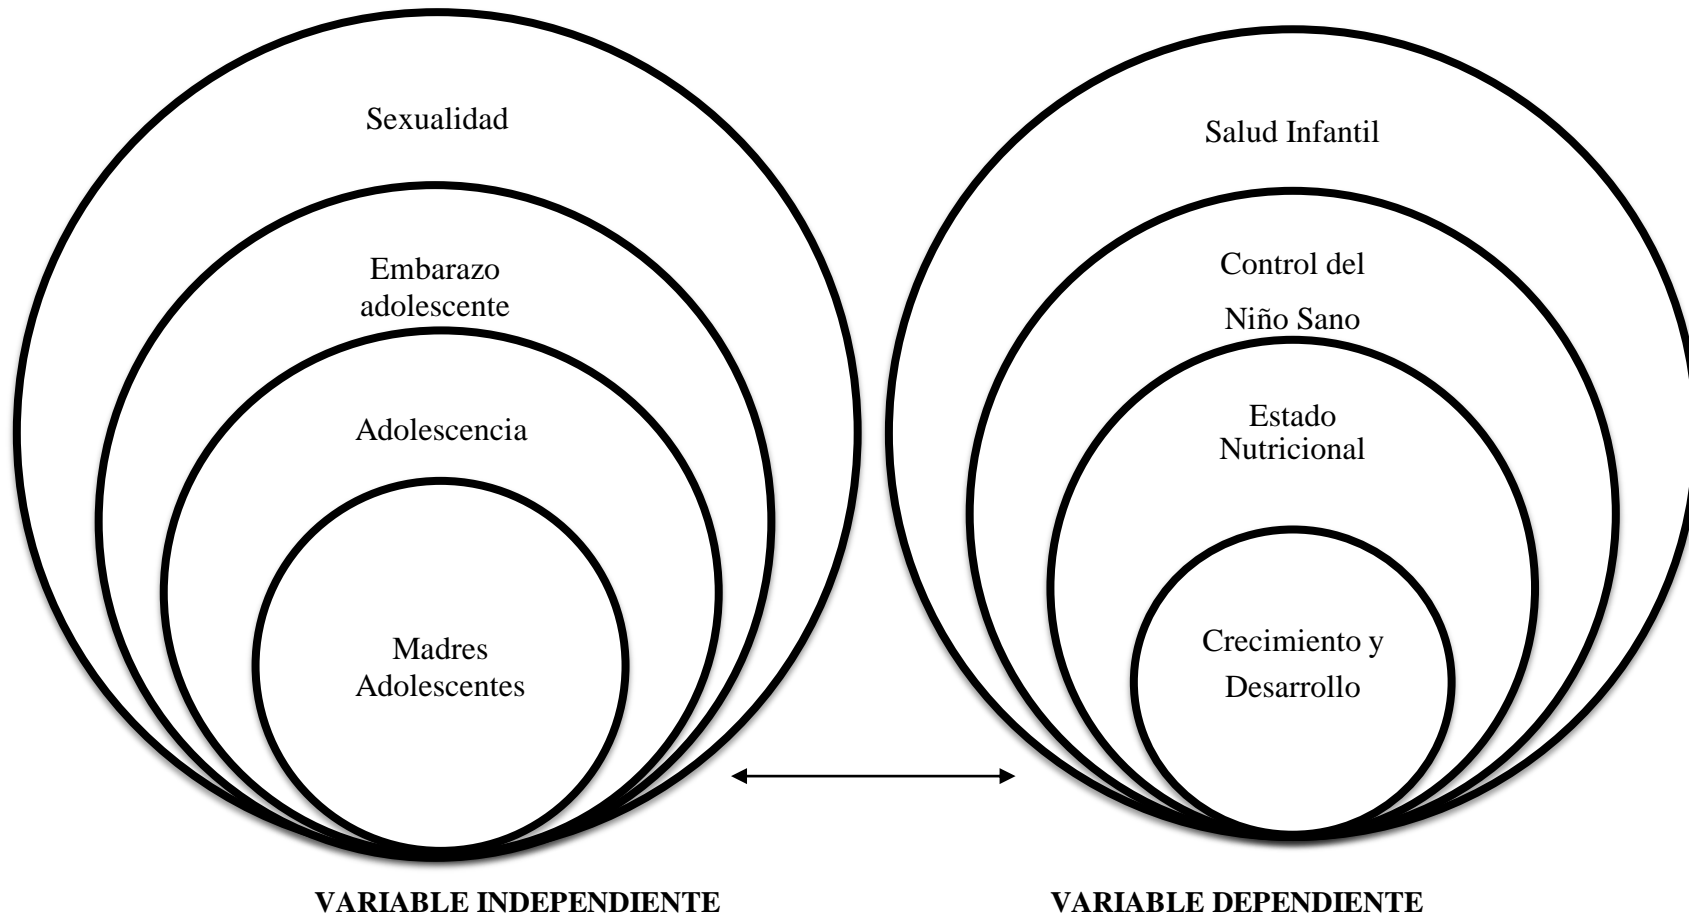 Sexualidad
Embarazo
adolescente
Adolescencia
Madres
Adolescentes
VARIABLE INDEPENDIENTE
Salud Infantil
Control del
Niño Sano
Estado
Nutricional
Crecimiento y
Desarrollo
VARIABLE DEPENDIENTE